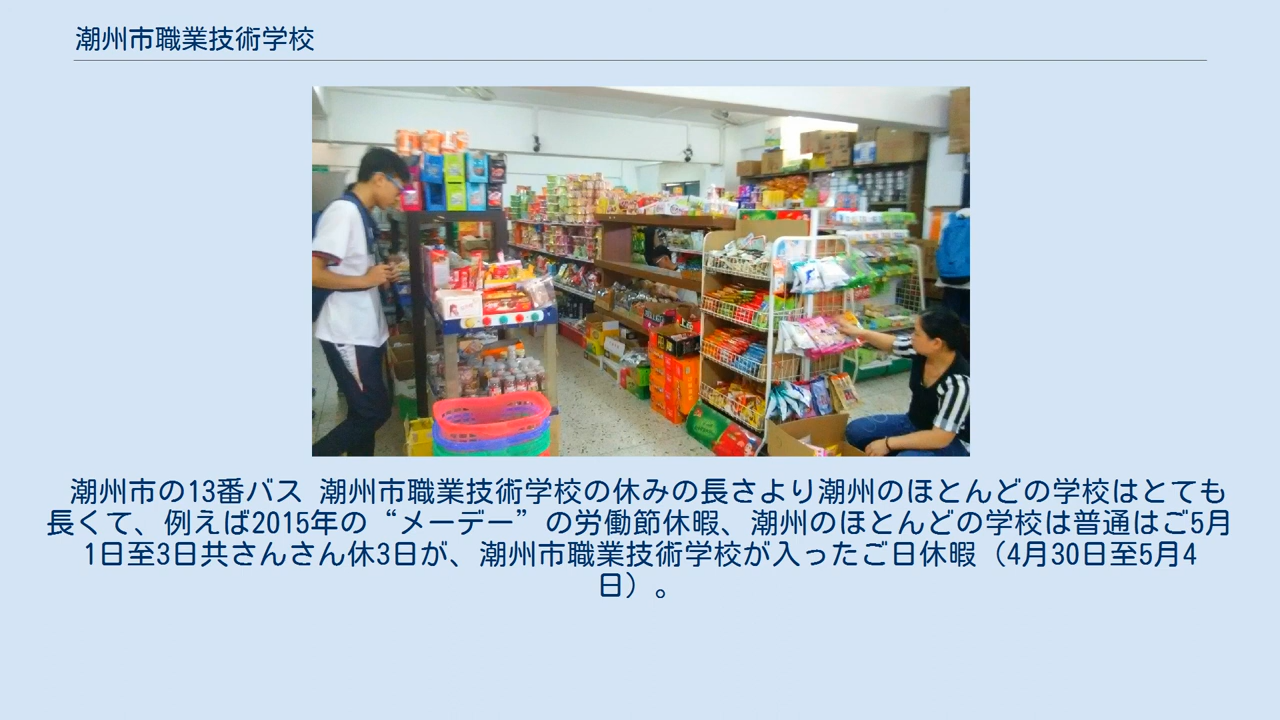 潮州市職業技術学校
潮州市の13番バス 潮州市職業技術学校の休みの長さより潮州のほとんどの学校はとても
長くて、例えば2015年の“メーデー”の労働節休暇、潮州のほとんどの学校は普通はご5月
1日至3日共さんさん休3日が、潮州市職業技術学校が入ったご日休暇（4月30日至5月4
日）。